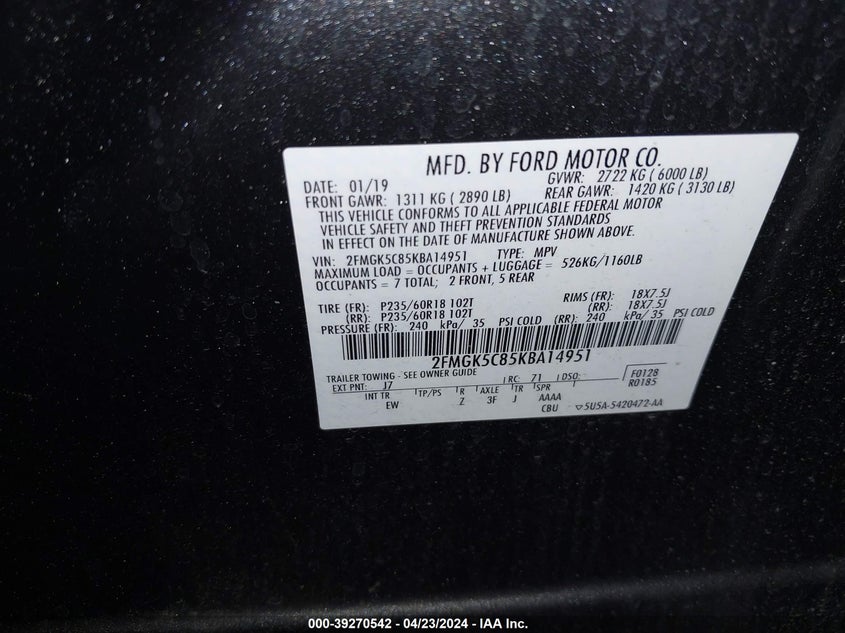 MFD. BY FORD MOTOR CO.
DATE: 01/19 GVWR: 2722 KG ( 6000 LB)
FRONT GAWR: 1311 KG ( 2890 LB) REAR GAWR: 1420 KG ( 3130 LB)
THIS VEHICLE CONFORMS TO ALL APPLICABLE FEDERAL MOTOR
VEHICLE SAFETY AND THEFT PREVENTION STANDARDS
IN EFFECT ON THE DATE OF MANUFACTURE SHOWN ABOVE.
VIN: 2FMGK5C85KBA14951 TYPE: MPV
MAXIMUM LOAD = OCCUPANTS + LUGGAGE = 526KG/1160LB
OCCUPANTS = 7 TOTAL; 2 FRONT, 5 REAR
TIRE (FR): P235/60R18 102T RIMS (FR): 18X7.5J
(RR): P235/60R18 102T (RR): 18X7.5J
PRESSURE (FR): 240 kPa/ 35 PSI COLD (RR): 240 kPa/ 35 PSI COLD
2FMGK5C85KBA14951
TRAILER TOWING - SEE OWNER GUIDE
EXT PNT: J7 RC: 71 DSO: F0128
R0185
INT TR TP/PS R AXLE TR SPR
EW Z 3F J AAAA
CBU ▽5U5A-5420472-AA
000-39270542 - 04/23/2024 - IAA Inc.